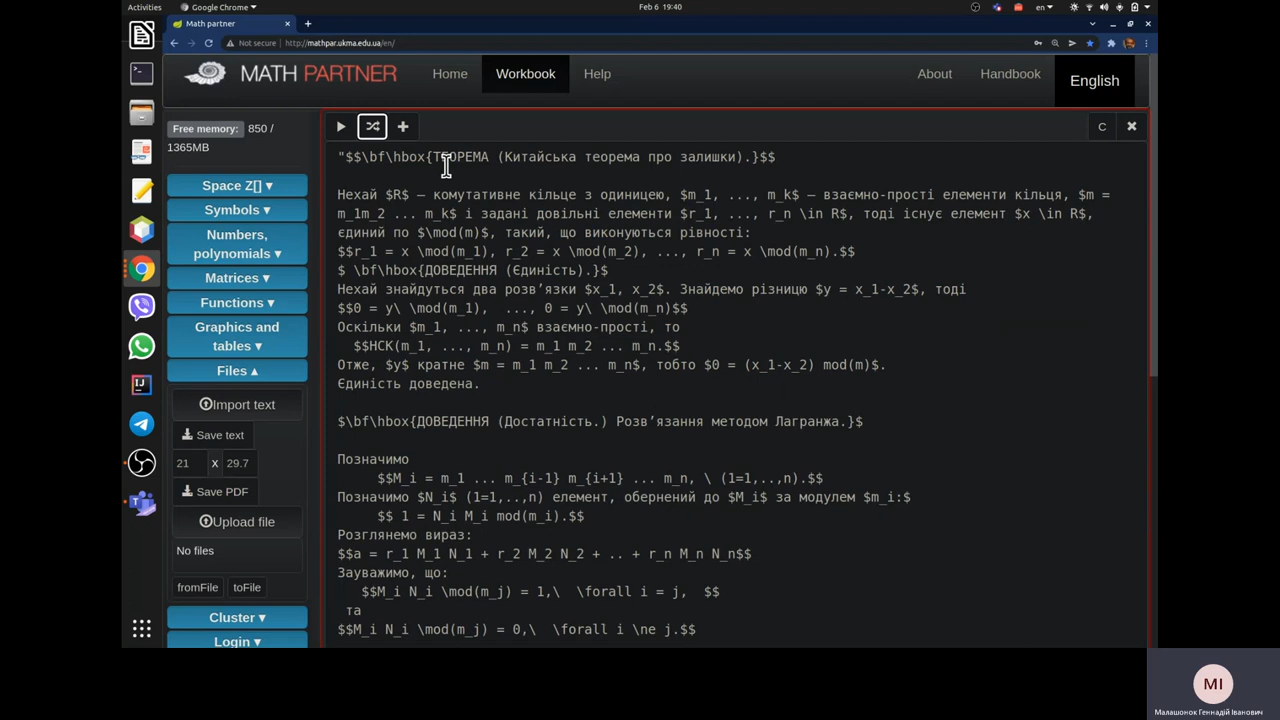 Activities
Google Chrome
Feb 6 19:40
en
Math partner
Not secure
http://mathpar.ukma.edu.ua/en/
MATH PARTNER
Home
Workbook
Help
About
Handbook
English
Free memory: 850 /
1365MB
Space Z[]
Symbols
Numbers,
polynomials
Matrices
Functions
Graphics and
tables
Files
Import text
Save text
21 x 29.7
Save PDF
Upload file
No files
fromFile
toFile
Cluster
Login
C
"$$\bf\hbox{ТЕОРЕМА (Китайська теорема про залишки).}$$
Нехай $R$ – комутативне кільце з одиницею, $m_1, ..., m_k$ – взаємно-прості елементи кільця, $m =
m_1m_2 ... m_k$ і задані довільні елементи $r_1, ..., r_n \in R$, тоді існує елемент $x \in R$,
єдиний по $\mod(m)$, такий, що виконуються рівності:
$$r_1 = x \mod(m_1), r_2 = x \mod(m_2), ..., r_n = x \mod(m_n).$$
$ \bf\hbox{ДОВЕДЕННЯ (Єдиність).}$
Нехай знайдуться два розв’язки $x_1, x_2$. Знайдемо різницю $y = x_1-x_2$, тоді
$$0 = y\ \mod(m_1),  ..., 0 = y\ \mod(m_n)$$
Оскільки $m_1, ..., m_n$ взаємно-прості, то
$$НСК(m_1, ..., m_n) = m_1 m_2 ... m_n.$$
Отже, $y$ кратне $m = m_1 m_2 ... m_n$, тобто $0 = (x_1-x_2) mod(m)$.
Єдиність доведена.
$\bf\hbox{ДОВЕДЕННЯ (Достатність.) Розв’язання методом Лагранжа.}$
Позначимо
$$M_i = m_1 ... m_{i-1} m_{i+1} ... m_n, \ (1=1,..,n).$$
Позначимо $N_i$ (1=1,..,n) елемент, обернений до $M_i$ за модулем $m_i:$
$$ 1 = N_i M_i mod(m_i).$$
Розглянемо вираз:
$$a = r_1 M_1 N_1 + r_2 M_2 N_2 + .. + r_n M_n N_n$$
Зауважимо, що:
$$M_i N_i \mod(m_j) = 1,\  \forall i = j,  $$
та
$$M_i N_i \mod(m_j) = 0,\  \forall i \ne j.$$
МІ
Малашонок Геннадій Іванович